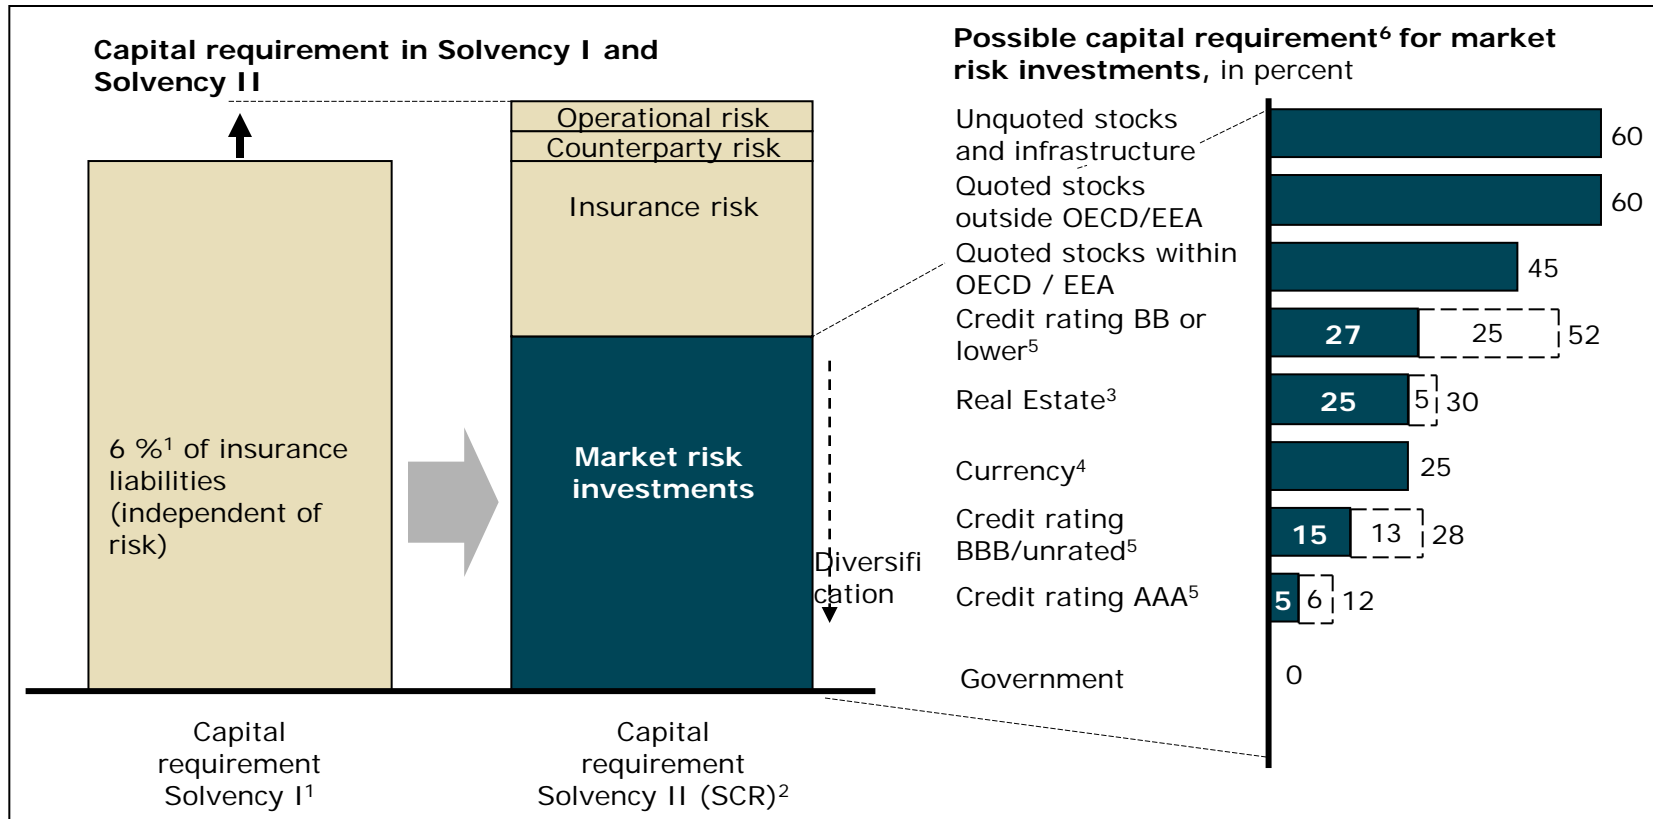 Capital requirement in Solvency I and
Solvency II
Operational risk
Counterparty risk
Insurance risk
Market risk
investments
6 %¹ of insurance
liabilities
(independent of
risk)
Diversifi
cation
Capital
requirement
Solvency I¹
Capital
requirement
Solvency II (SCR)²
Possible capital requirement⁶ for market
risk investments, in percent
Unquoted stocks
and infrastructure
60
Quoted stocks
outside OECD/EEA
60
Quoted stocks within
OECD / EEA
45
Credit rating BB or
lower⁵
27 25 52
Real Estate³
25 5 30
Currency⁴
25
Credit rating
BBB/unrated⁵
15 13 28
Credit rating AAA⁵
5 6 12
Government
0